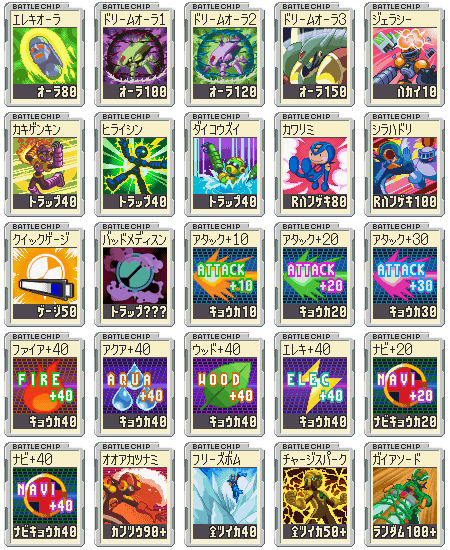 BATTLECHIP BATTLECHIP BATTLECHIP BATTLECHIP BATTLECHIP
エレキオーラ ドリームオーラ1 ドリームオーラ2 ドリームオーラ3 ジェラシー
オーラ80 オーラ100 オーラ120 オーラ150 ハカイ10
BATTLECHIP BATTLECHIP BATTLECHIP BATTLECHIP BATTLECHIP
カキゲンキン ヒライシン ダイコウズイ カワリミ シラハドリ
トラップ40 トラップ40 トラップ40 Rハンゲキ80 Rハンゲキ100
BATTLECHIP BATTLECHIP BATTLECHIP BATTLECHIP BATTLECHIP
クイックゲージ バッドメディスン アタック+10 アタック+20 アタック+30
ATTACK ATTACK ATTACK
+10 +20 +30
ゲージ50 トラップ??? キョウカ10 キョウカ20 キョウカ30
BATTLECHIP BATTLECHIP BATTLECHIP BATTLECHIP BATTLECHIP
ファイア+40 アクア+40 ウッド+40 エレキ+40 ナビ+20
FIRE AQUA WOOD ELEC NAVI
+40 +40 +40 +40 +20
キョウカ40 キョウカ40 キョウカ40 キョウカ40 ナビキョウカ20
BATTLECHIP BATTLECHIP BATTLECHIP BATTLECHIP BATTLECHIP
ナビ+40 オオアカツナミ フリーズボム チャージスパーク ガイアソード
NAVI
+40
ナビキョウカ40 カンツウ90+ 全ツイカ40 全ツイカ50+ ランダム100+